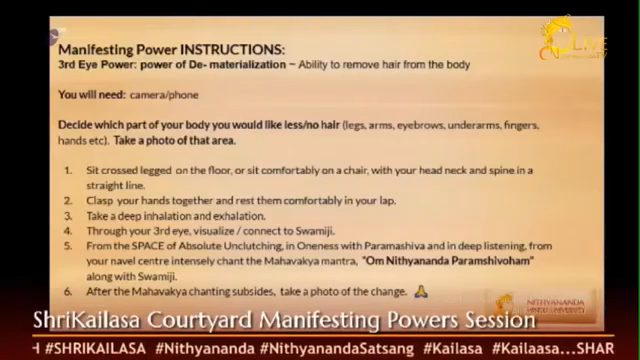 Manifesting Power INSTRUCTIONS:
3rd Eye Power: power of De- materialization ~ Ability to remove hair from the body
You will need: camera/phone
Decide which part of your body you would like less/no hair (legs, arms, eyebrows, underarms, fingers,
hands etc). Take a photo of that area.
1. Sit crossed legged on the floor, or sit comfortably on a chair, with your head neck and spine in a
straight line.
2. Clasp your hands together and rest them comfortably in your lap.
3. Take a deep inhalation and exhalation.
4. Through your 3rd eye, visualize / connect to Swamiji.
5. From the SPACE of Absolute Unclutching, in Oneness with Paramashiva and in deep listening, from
your navel centre intensely chant the Mahavakya mantra, "Om Nithyananda Paramshivoham"
along with Swamiji.
6. After the Mahavakya chanting subsides, take a photo of the change. 🙏
LIVE
NITHYANANDA
HINDU UNIVERSITY
ShriKailasa Courtyard Manifesting Powers Session
H #SHRIKAILASA #Nithyananda #NithyanandaSatsang #Kailasa #Kailaasa...SHAR